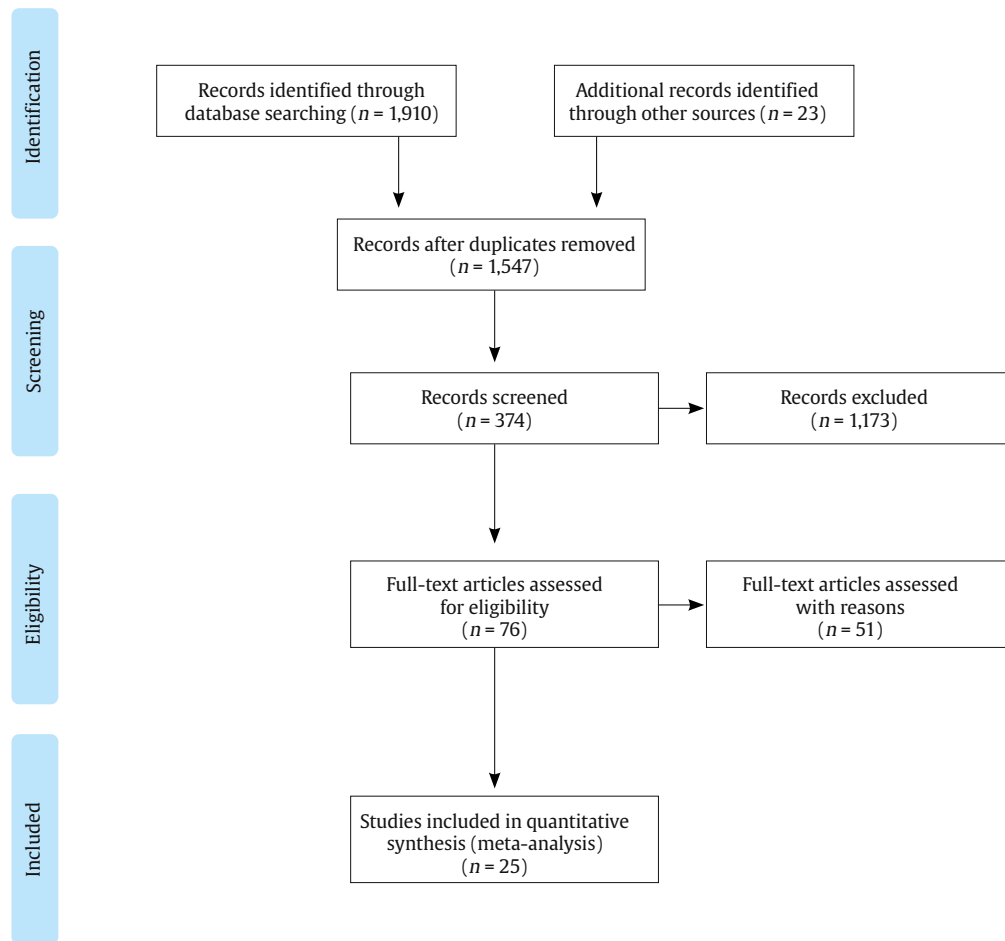 Identification
Records identified through
database searching (n = 1,910)
Additional records identified
through other sources (n = 23)
Records after duplicates removed
(n = 1,547)
Screening
Records screened
(n = 374)
Records excluded
(n = 1,173)
Eligibility
Full-text articles assessed
for eligibility
(n = 76)
Full-text articles assessed
with reasons
(n = 51)
Included
Studies included in quantitative
synthesis (meta-analysis)
(n = 25)